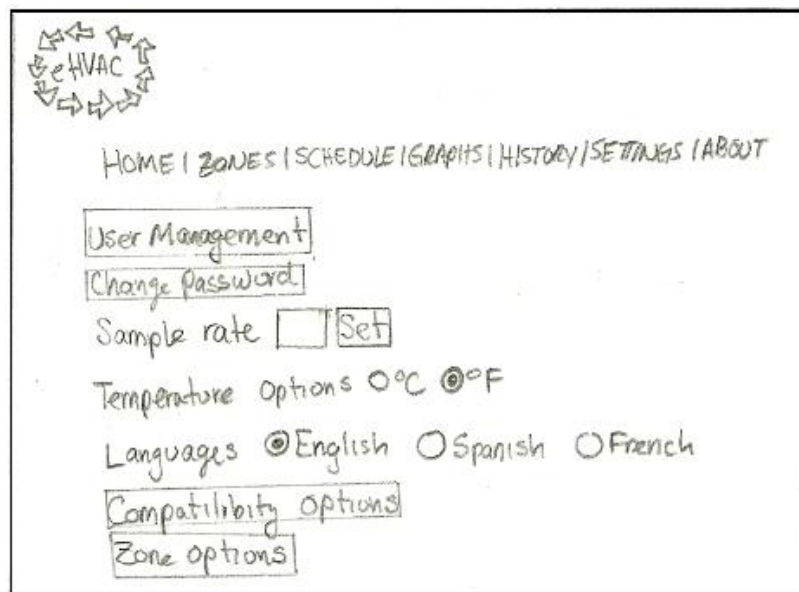 eHVAC
HOME | ZONES | SCHEDULE | GRAPHS | HISTORY | SETTINGS | ABOUT
User Management
Change Password
Sample rate Set
Temperature Options °C °F
Languages English Spanish French
Compatilibity options
Zone options